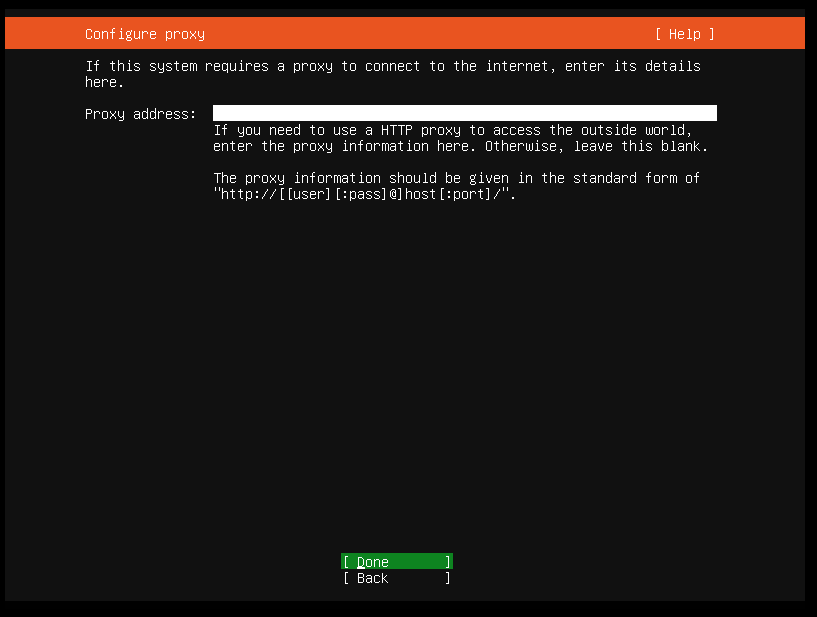 Configure proxy [ Help ]
If this system requires a proxy to connect to the internet, enter its details
here.
Proxy address:
If you need to use a HTTP proxy to access the outside world,
enter the proxy information here. Otherwise, leave this blank.
The proxy information should be given in the standard form of
"http://[[user][:pass]@]host[:port]/".
[ Done ]
[ Back ]